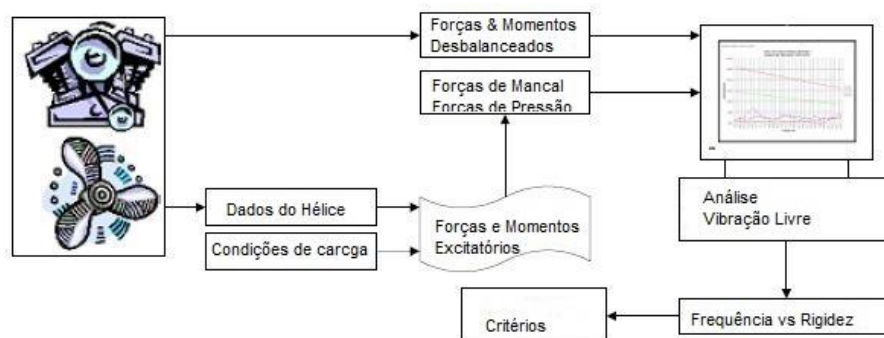 Forças & Momentos
Desbalanceados
Forças de Mancal
Forças de Pressão
Dados do Hélice
Condições de carcga
Forças e Momentos
Excitatórios
Análise
Vibração Livre
Frequência vs Rigidez
Critérios